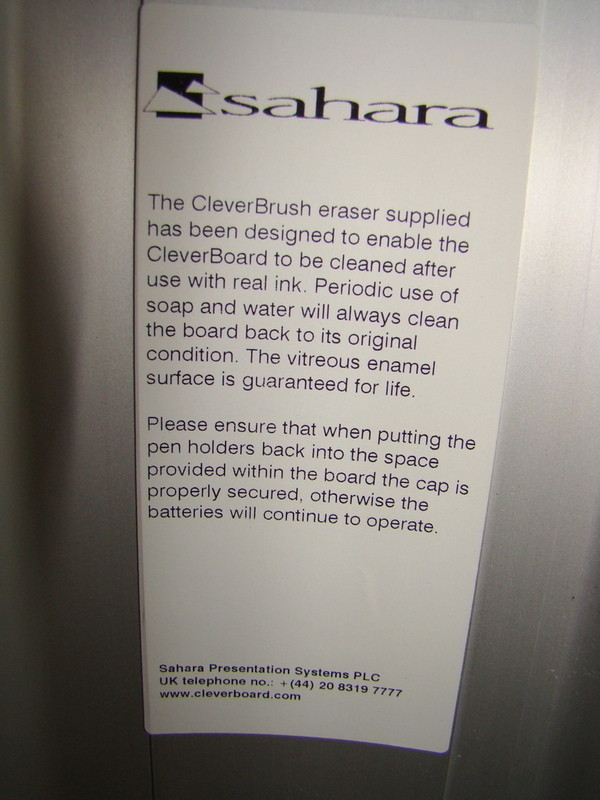 sahara
The CleverBrush eraser supplied
has been designed to enable the
CleverBoard to be cleaned after
use with real ink. Periodic use of
soap and water will always clean
the board back to its original
condition. The vitreous enamel
surface is guaranteed for life.
Please ensure that when putting the
pen holders back into the space
provided within the board the cap is
properly secured, otherwise the
batteries will continue to operate.
Sahara Presentation Systems PLC
UK telephone no.: +(44) 20 8319 7777
www.cleverboard.com